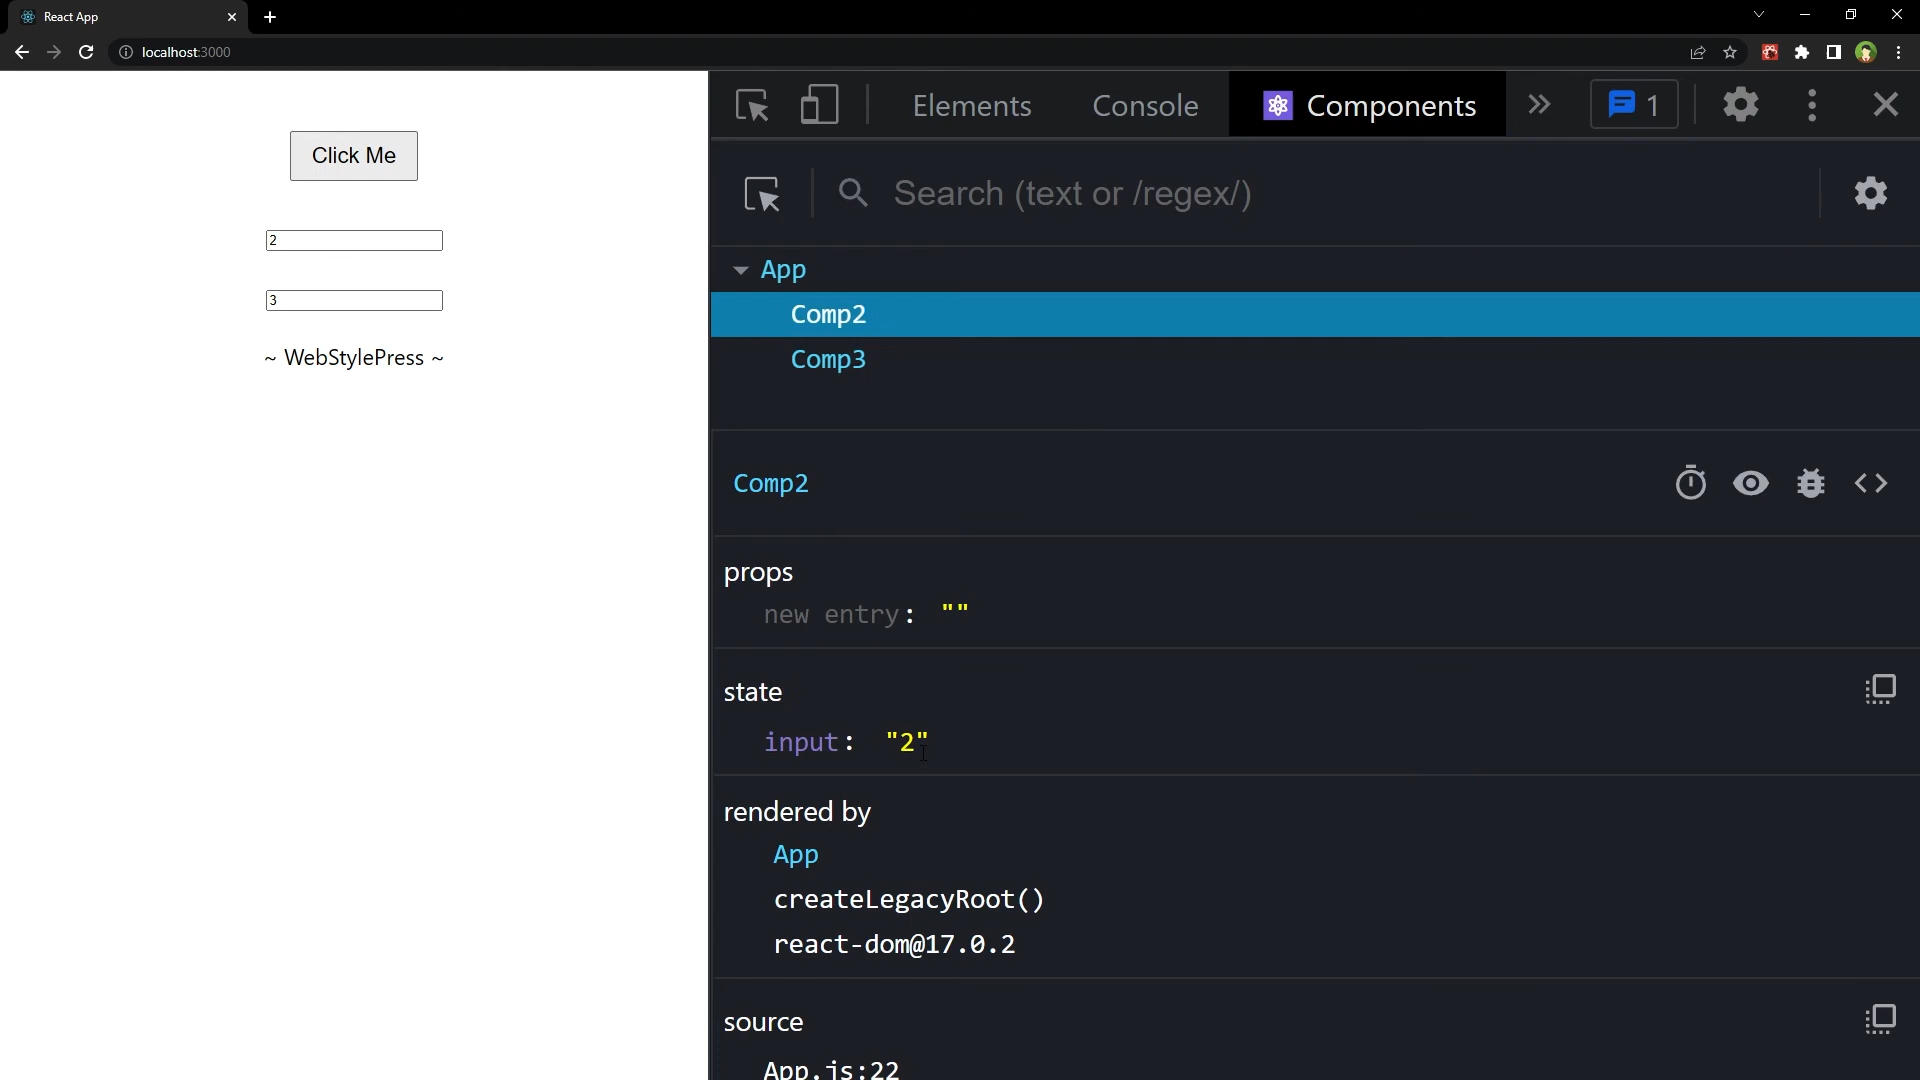 React App
localhost:3000
Click Me
2
3
~ WebStylePress ~
Elements Console Components 1
Search (text or /regex/)
App
Comp2
Comp3
Comp2
props
new entry: ""
state
input: "2"
rendered by
App
createLegacyRoot()
react-dom@17.0.2
source
App.js:22